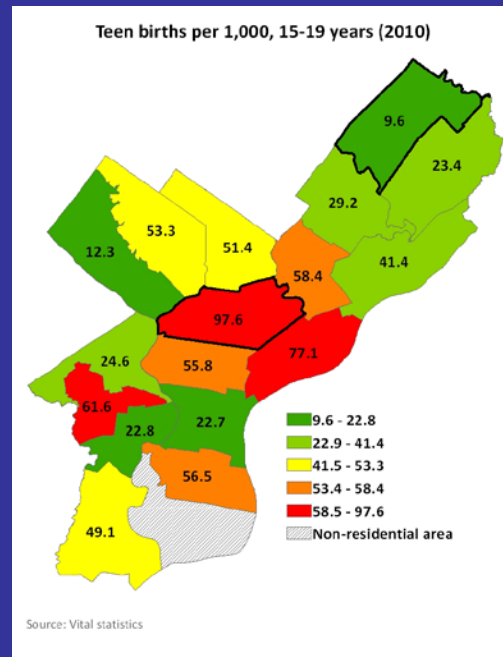 Teen births per 1,000, 15-19 years (2010)
9.6
23.4
29.2
53.3
51.4
12.3
58.4
41.4
97.6
77.1
24.6
55.8
61.6
22.8
22.7
56.5
49.1
9.6 - 22.8
22.9 - 41.4
41.5 - 53.3
53.4 - 58.4
58.5 - 97.6
Non-residential area
Source: Vital statistics